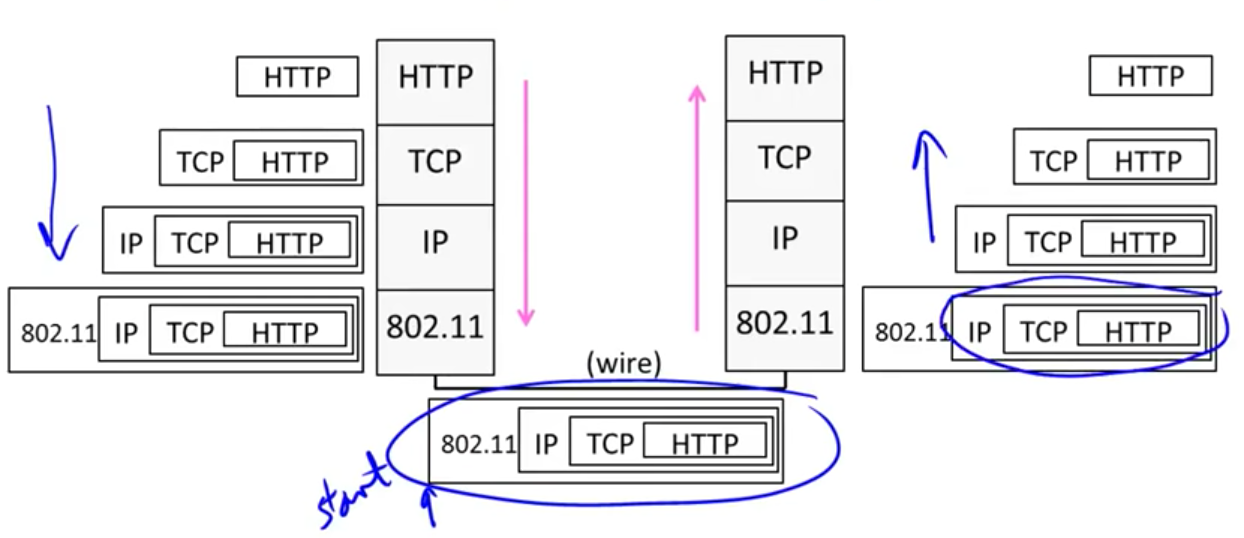 HTTP
HTTP
HTTP
HTTP
TCP HTTP
TCP
TCP
TCP HTTP
IP TCP HTTP
IP
IP
IP TCP HTTP
802.11 IP TCP HTTP
802.11
802.11
802.11 IP TCP HTTP
(wire)
802.11 IP TCP HTTP
start